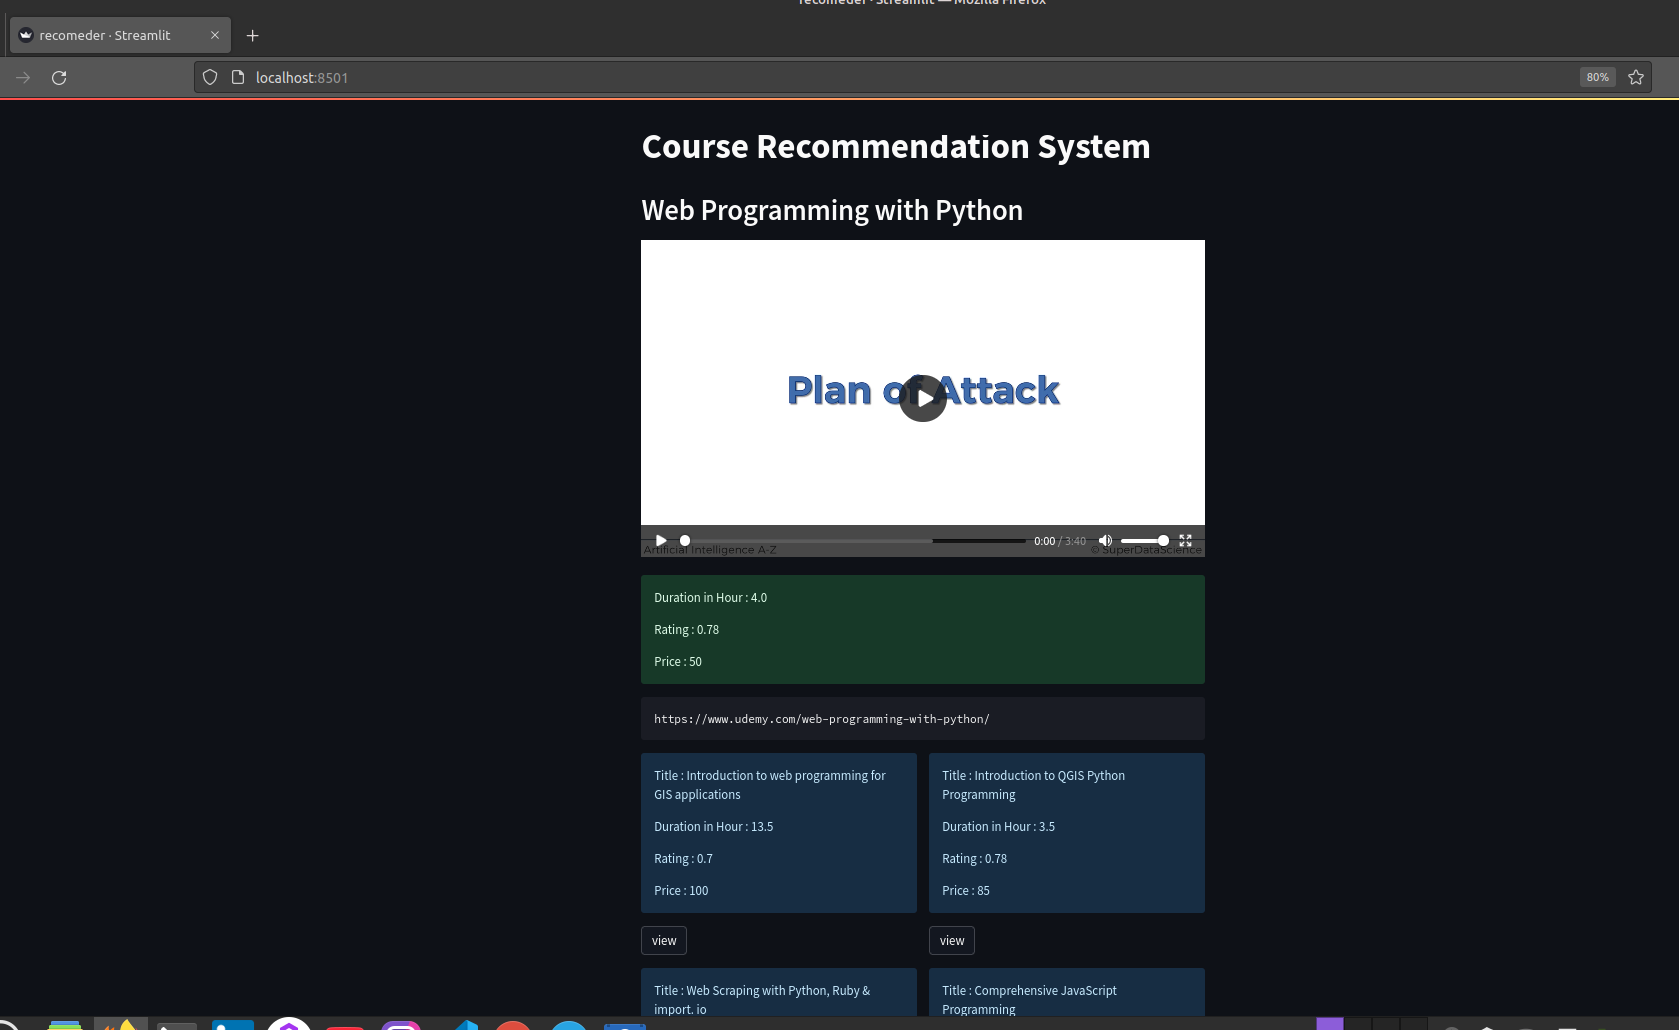 recomeder · Streamlit — Mozilla Firefox
recomeder · Streamlit
localhost:8501
80%
Course Recommendation System
Web Programming with Python
Plan of Attack
0:00 / 3:40
Artificial Intelligence A-Z
© SuperDataScience
Duration in Hour : 4.0
Rating : 0.78
Price : 50
https://www.udemy.com/web-programming-with-python/
Title : Introduction to web programming for
GIS applications
Duration in Hour : 13.5
Rating : 0.7
Price : 100
view
Title : Introduction to QGIS Python
Programming
Duration in Hour : 3.5
Rating : 0.78
Price : 85
view
Title : Web Scraping with Python, Ruby &
import. io
Title : Comprehensive JavaScript
Programming